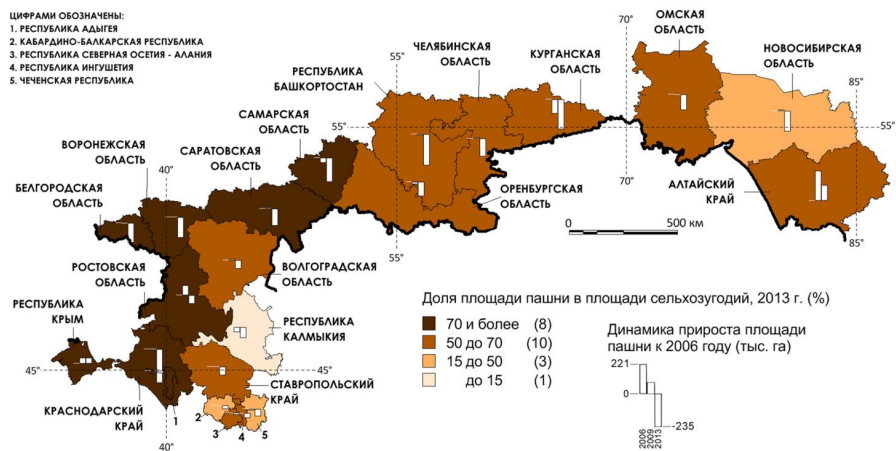 ЦИФРАМИ ОБОЗНАЧЕНЫ:
1. РЕСПУБЛИКА АДЫГЕЯ
2. КАБАРДИНО-БАЛКАРСКАЯ РЕСПУБЛИКА
3. РЕСПУБЛИКА СЕВЕРНАЯ ОСЕТИЯ - АЛАНИЯ
4. РЕСПУБЛИКА ИНГУШЕТИЯ
5. ЧЕЧЕНСКАЯ РЕСПУБЛИКА
70°
ОМСКАЯ
ОБЛАСТЬ
НОВОСИБИРСКАЯ
ОБЛАСТЬ
85°
55°
ЧЕЛЯБИНСКАЯ
ОБЛАСТЬ
КУРГАНСКАЯ
ОБЛАСТЬ
РЕСПУБЛИКА
БАШКОРТОСТАН
САМАРСКАЯ
ОБЛАСТЬ
55°
55°
ВОРОНЕЖСКАЯ
ОБЛАСТЬ
40°
САРАТОВСКАЯ
ОБЛАСТЬ
БЕЛГОРОДСКАЯ
ОБЛАСТЬ
70°
АЛТАЙСКИЙ
КРАЙ
ОРЕНБУРГСКАЯ
ОБЛАСТЬ
0
500 км
85°
55°
РОСТОВСКАЯ
ОБЛАСТЬ
ВОЛГОГРАДСКАЯ
ОБЛАСТЬ
РЕСПУБЛИКА
КРЫМ
РЕСПУБЛИКА
КАЛМЫКИЯ
45°
45°
СТАВРОПОЛЬСКИЙ
КРАЙ
КРАСНОДАРСКИЙ
КРАЙ
1
2
3
4
5
40°
Доля площади пашни в площади сельхозугодий, 2013 г. (%)
70 и более (8)
50 до 70 (10)
15 до 50 (3)
до 15 (1)
Динамика прироста площади
пашни к 2006 году (тыс. га)
221
0
-235
2006
2009
2013